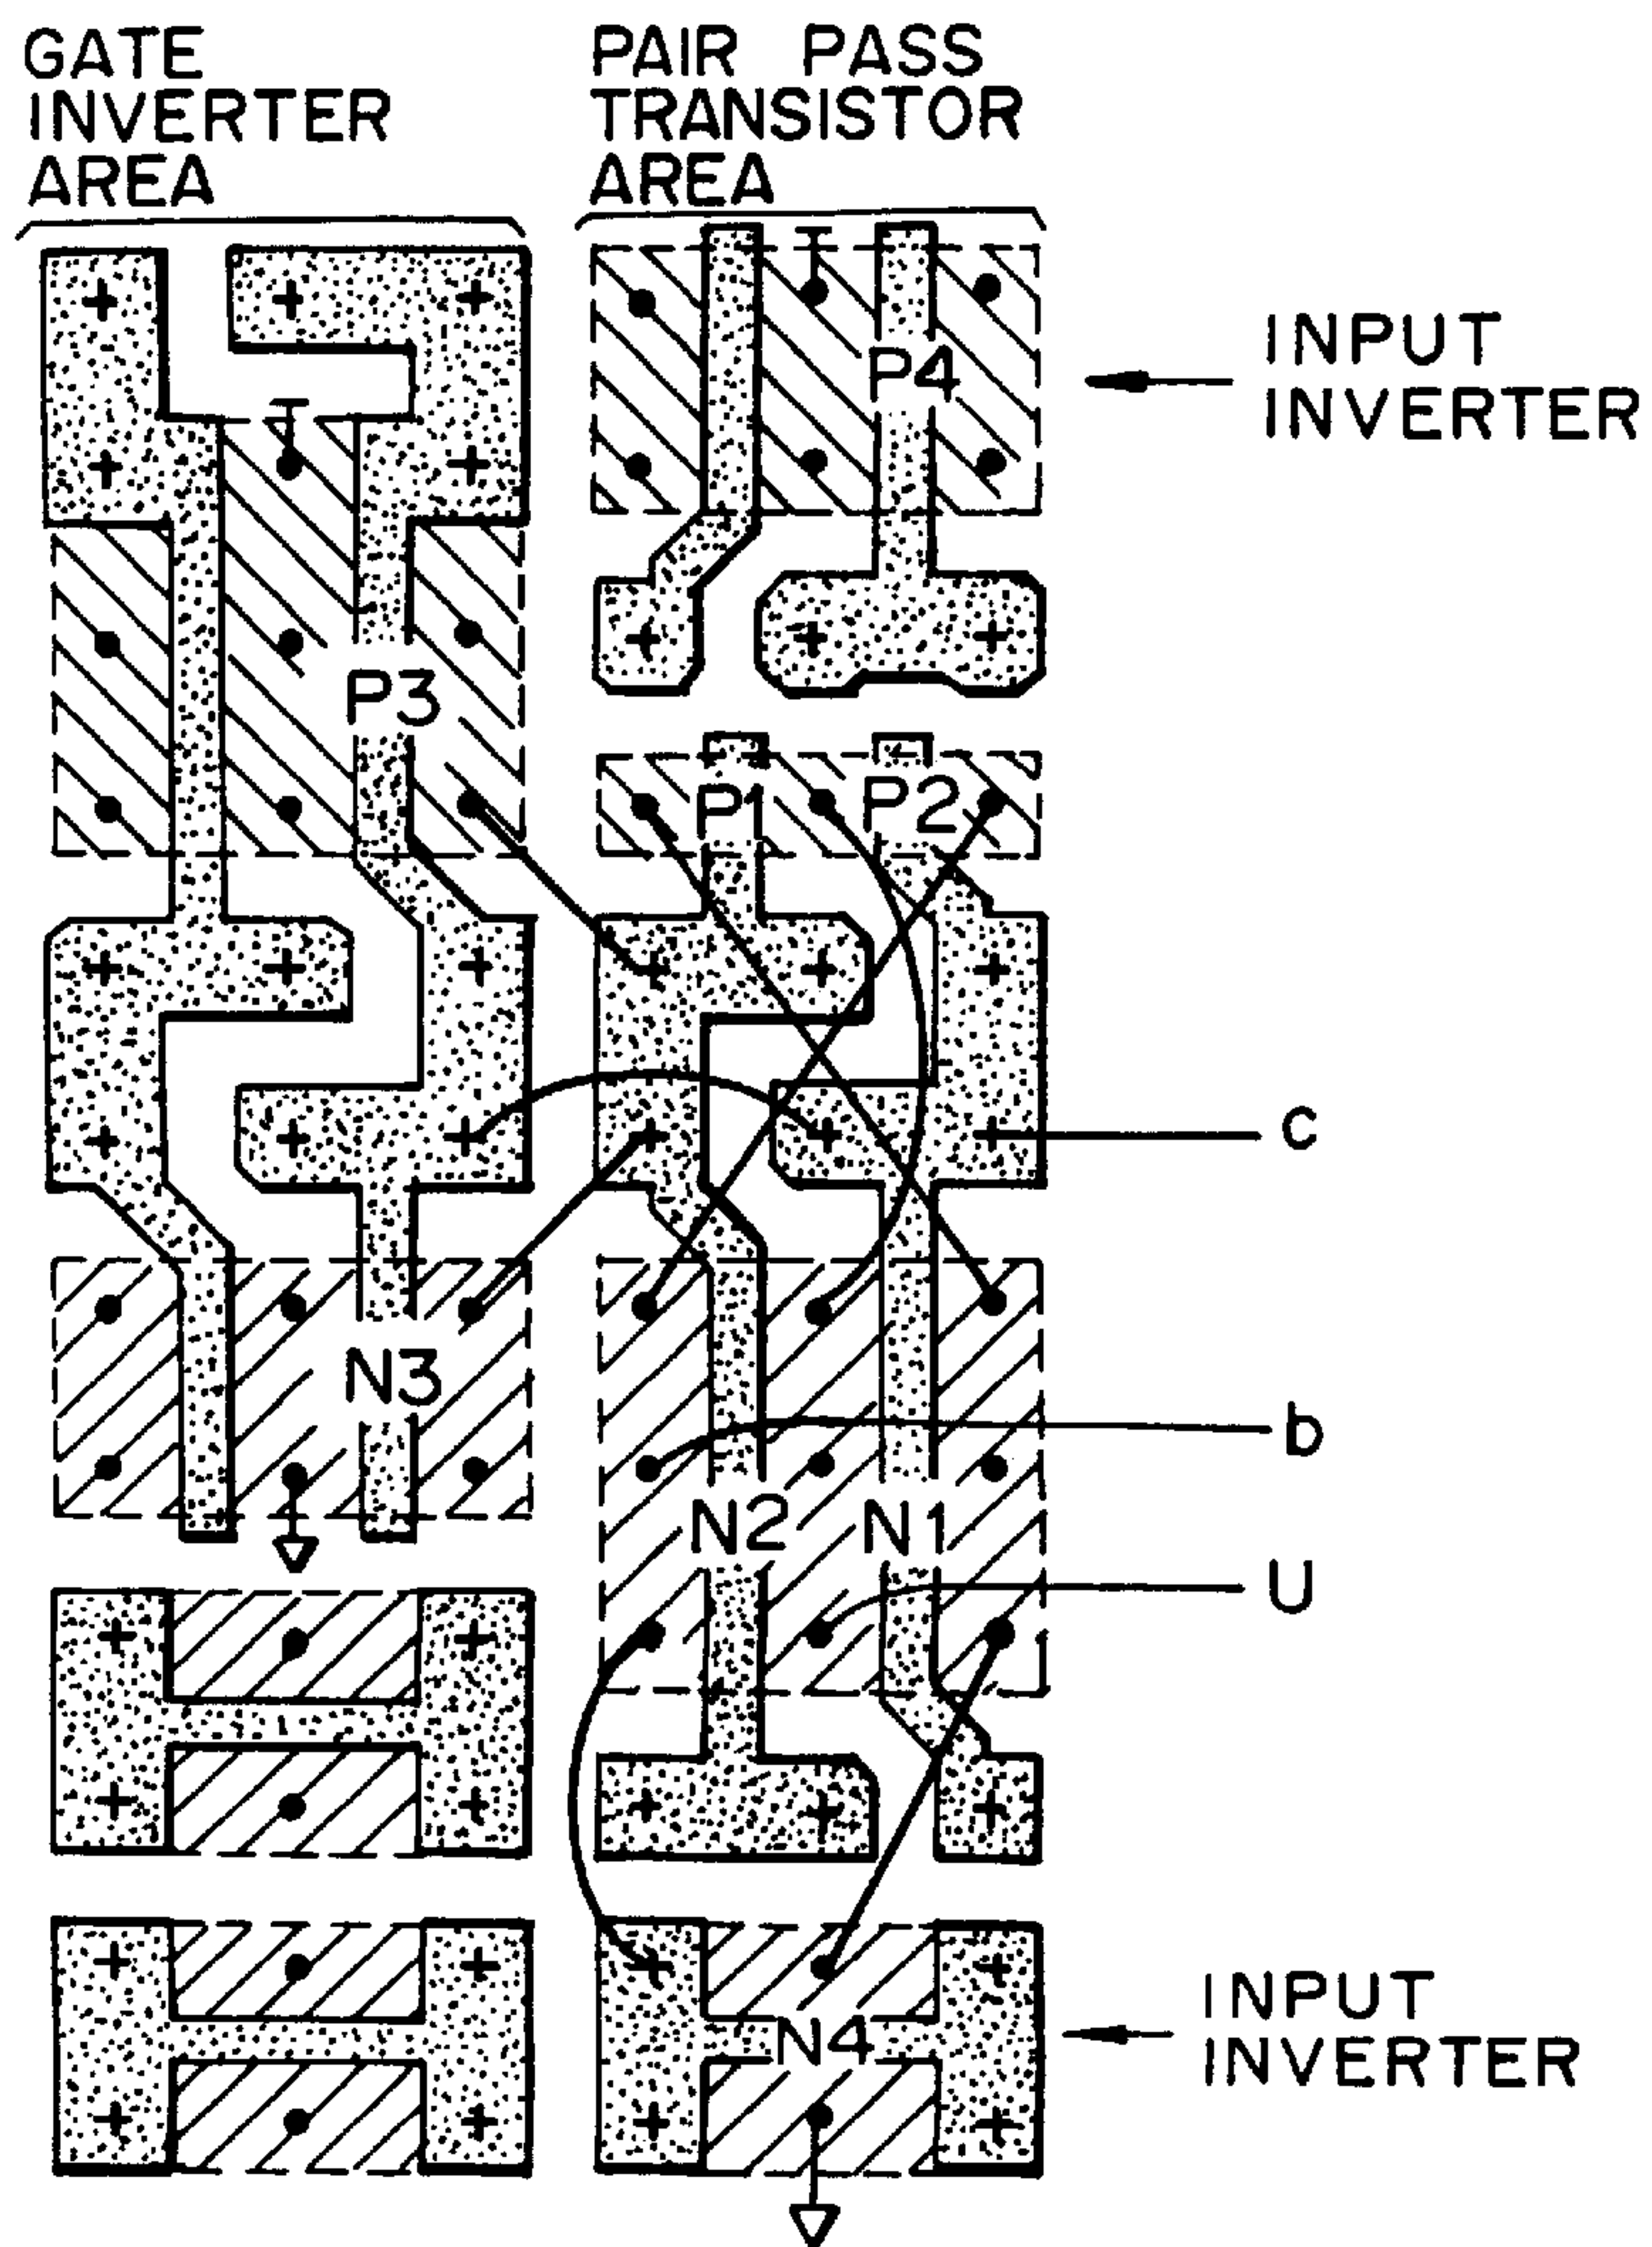 GATE
INVERTER
AREA
PAIR PASS
TRANSISTOR
AREA
INPUT
INVERTER
P4
P3
P1
P2
c
N3
b
N2
N1
U
INPUT
INVERTER
N4